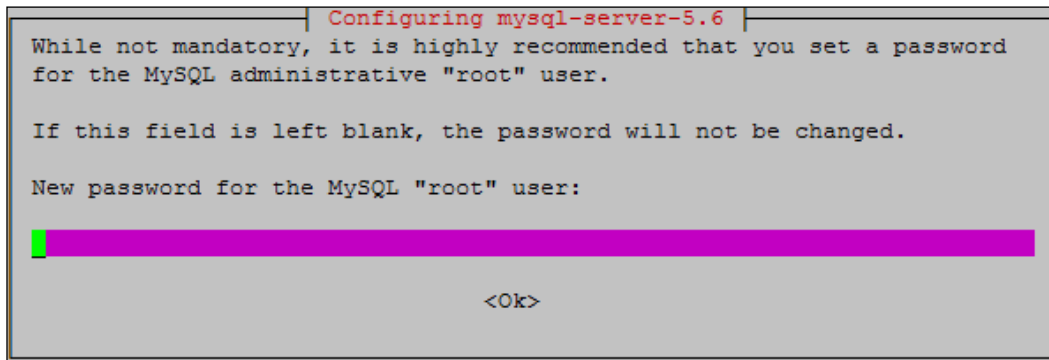 Configuring mysql-server-5.6
While not mandatory, it is highly recommended that you set a password
for the MySQL administrative "root" user.
If this field is left blank, the password will not be changed.
New password for the MySQL "root" user:
<Ok>